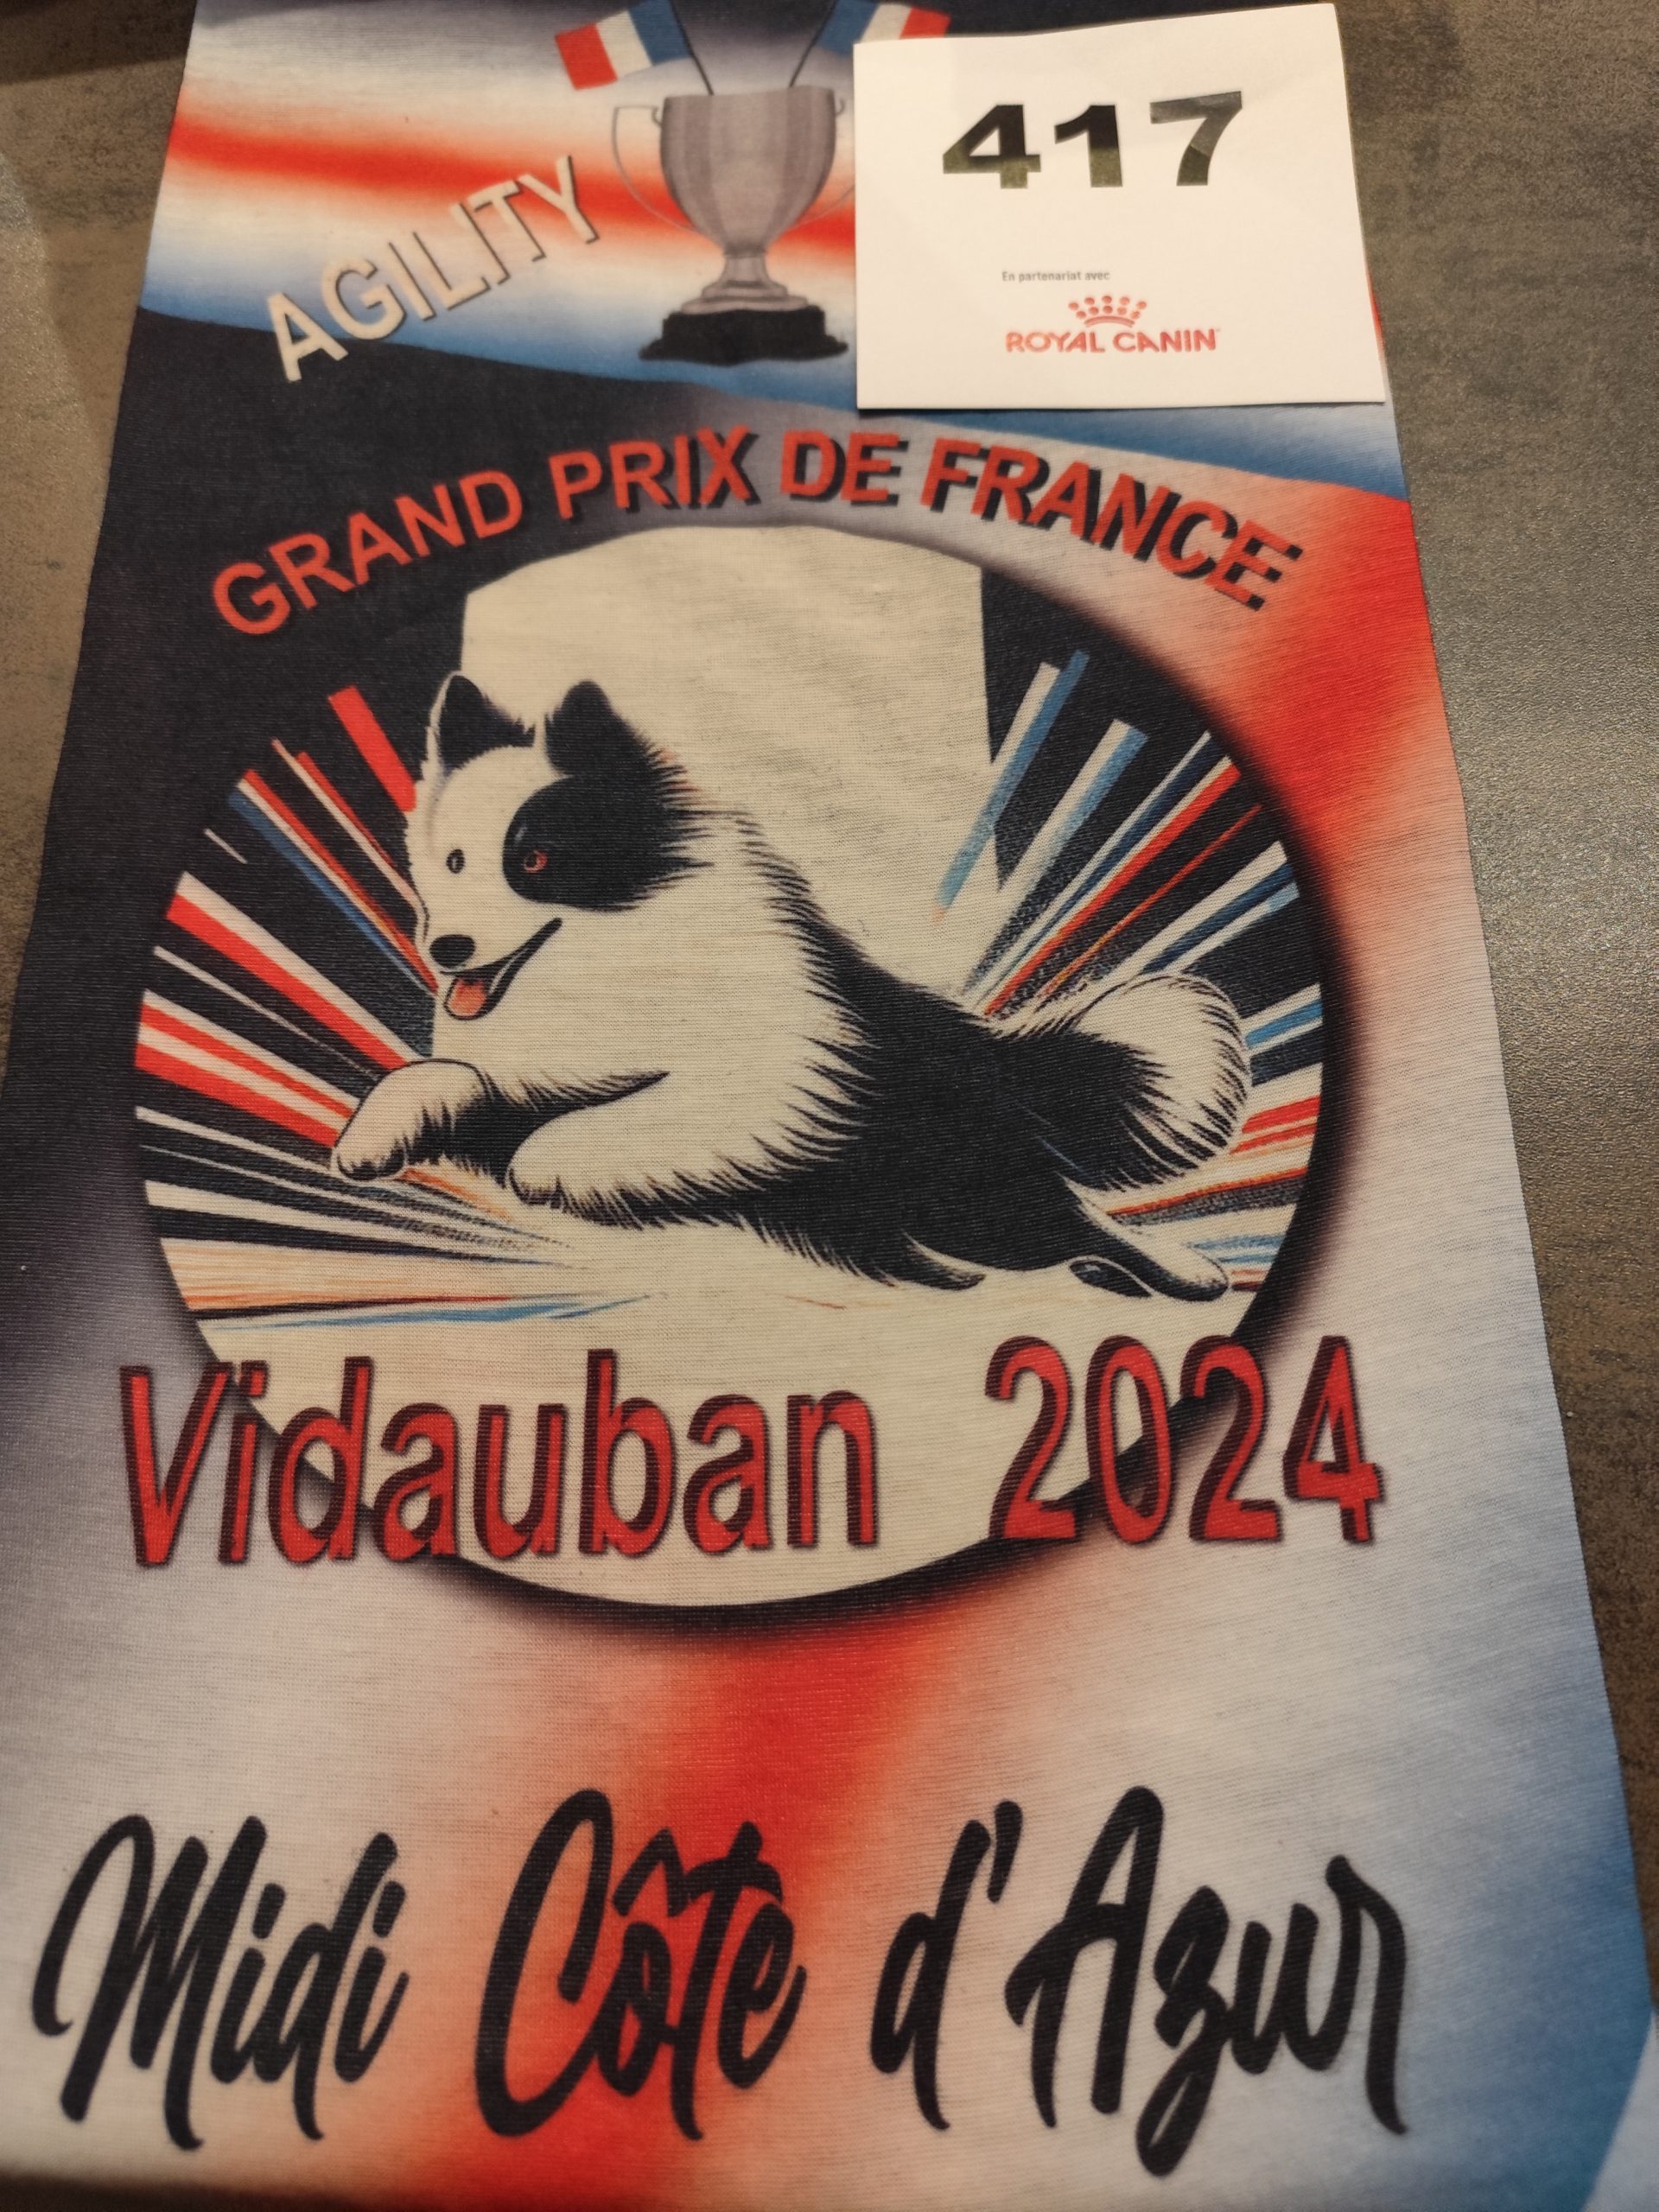 417
En partenariat avec
ROYAL CANIN
AGILITY
GRAND PRIX DE FRANCE
Vidauban 2024
Midi Côte d'Azur